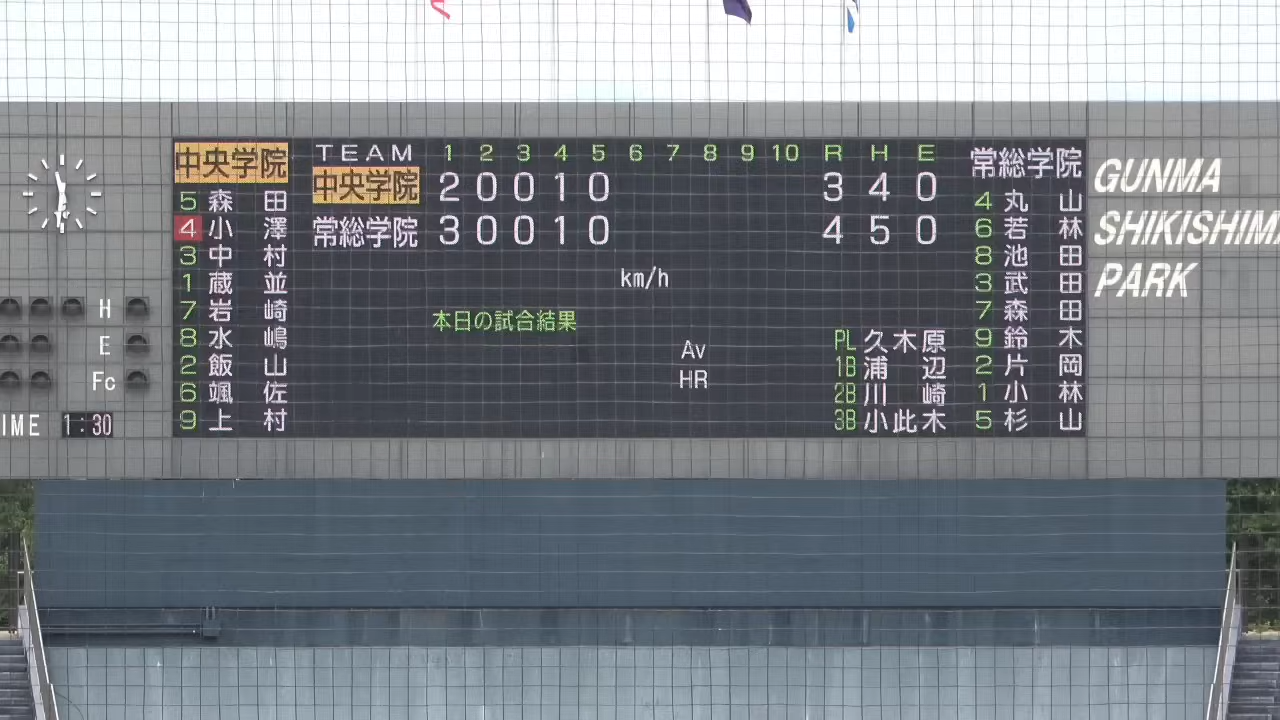 中央学院
5 森 田
4 小 澤
3 中 村
1 蔵 並
7 岩 崎
8 水 嶋
2 飯 山
6 颯 佐
9 上 村
TEAM 1 2 3 4 5 6 7 8 9 10 R H E
中央学院 2 0 0 1 0 3 4 0
常総学院 3 0 0 1 0 4 5 0
km/h
本日の試合結果
Av
HR
PL 久木原
1B 浦 辺
2B 川 崎
3B 小此木
常総学院
4 丸 山
6 若 林
8 池 田
3 武 田
7 森 田
9 鈴 木
2 片 岡
1 小 林
5 杉 山
GUNMA
SHIKISHIMA
PARK
H
E
Fc
IME 1:30